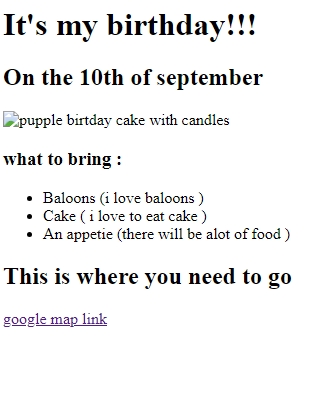 It's my birthday!!!
On the 10th of september
pupple birtday cake with candles
what to bring :
Baloons (i love baloons )
Cake ( i love to eat cake )
An appetie (there will be alot of food )
This is where you need to go
google map link